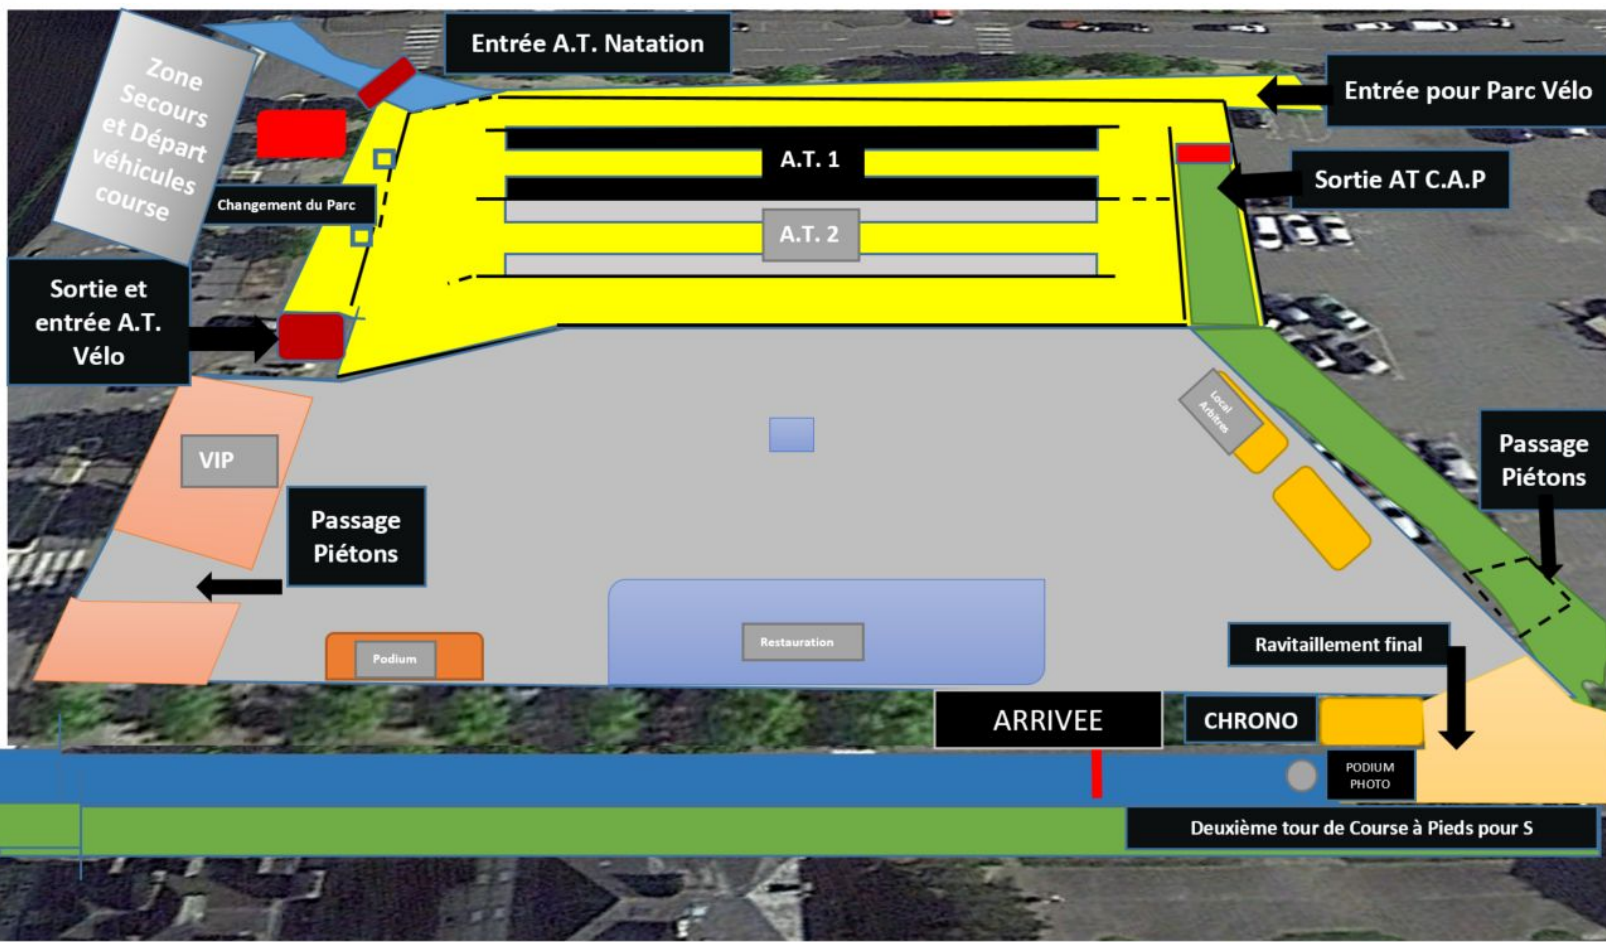 Zone
Secours
et Départ
véhicules
course
Entrée A.T. Natation
Entrée pour Parc Vélo
A.T. 1
Sortie AT C.A.P
Changement du Parc
A.T. 2
Sortie et
entrée A.T.
Vélo
Local
Arbitres
VIP
Passage
Piétons
Passage
Piétons
Podium
Restauration
Ravitaillement final
ARRIVEE
CHRONO
PODIUM
PHOTO
Deuxième tour de Course à Pieds pour S